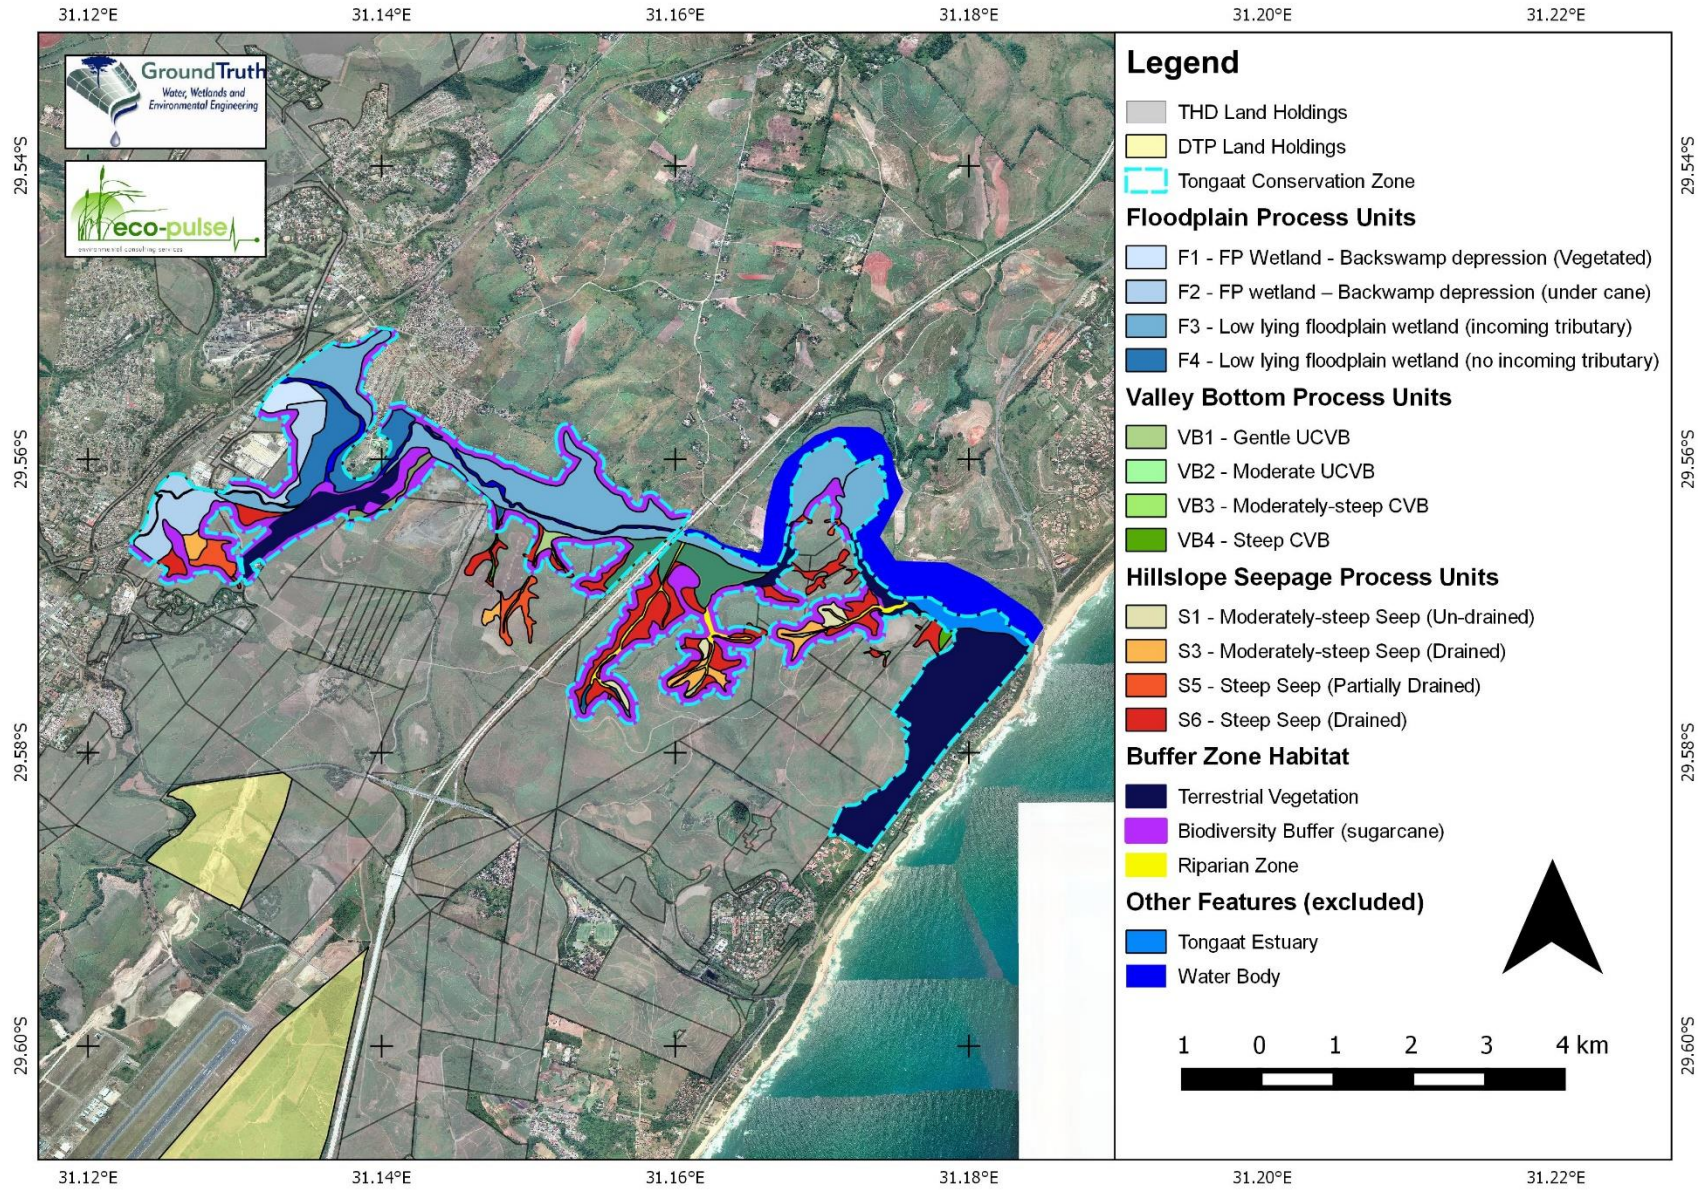 31.12°E 31.14°E 31.16°E 31.18°E 31.20°E 31.22°E
GroundTruth
Water, Wetlands and
Environmental Engineering
eco-pulse
environmental consulting services
29.54°S
29.56°S
29.58°S
29.60°S
Legend
THD Land Holdings
DTP Land Holdings
Tongaat Conservation Zone
Floodplain Process Units
F1 - FP Wetland - Backswamp depression (Vegetated)
F2 - FP wetland – Backwamp depression (under cane)
F3 - Low lying floodplain wetland (incoming tributary)
F4 - Low lying floodplain wetland (no incoming tributary)
Valley Bottom Process Units
VB1 - Gentle UCVB
VB2 - Moderate UCVB
VB3 - Moderately-steep CVB
VB4 - Steep CVB
Hillslope Seepage Process Units
S1 - Moderately-steep Seep (Un-drained)
S3 - Moderately-steep Seep (Drained)
S5 - Steep Seep (Partially Drained)
S6 - Steep Seep (Drained)
Buffer Zone Habitat
Terrestrial Vegetation
Biodiversity Buffer (sugarcane)
Riparian Zone
Other Features (excluded)
Tongaat Estuary
Water Body
1 0 1 2 3 4 km
29.54°S
29.56°S
29.58°S
29.60°S
31.12°E 31.14°E 31.16°E 31.18°E 31.20°E 31.22°E